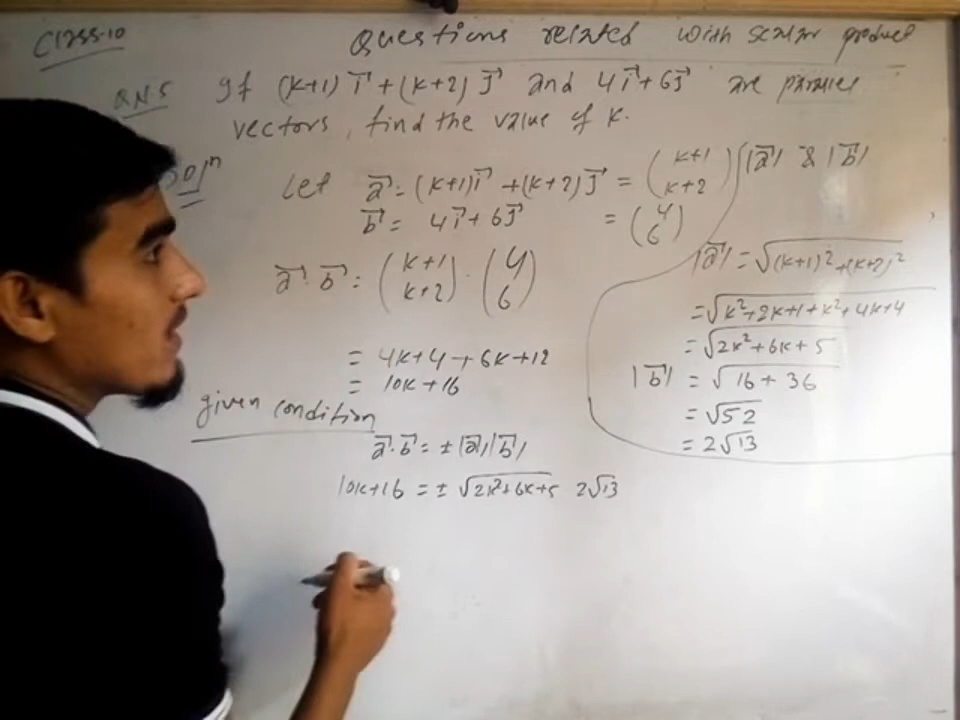 Class-10
Questions related with scalar product
QN.5 If (k+1) i⃗ + (k+2) j⃗ and 4i⃗ + 6j⃗ are parallel
vectors, find the value of k.
Solⁿ
Let a⃗ = (k+1)i⃗ + (k+2)j⃗ = (k+1 k+2)
b⃗ = 4i⃗ + 6j⃗ = (4 6)
a⃗. b⃗ = (k+1 k+2) . (4 6)
= 4k+4+6k+12
= 10k+16
given condition
a⃗.b⃗ = ±|a⃗||b⃗|
10k+16 = ± √2k²+6k+5 2√13
|a⃗| & |b⃗|
|a⃗| = √(k+1)²+(k+2)²
= √k²+2k+1+k²+4k+4
= √2k²+6k+5
|b⃗| = √16+36
= √52
= 2√13